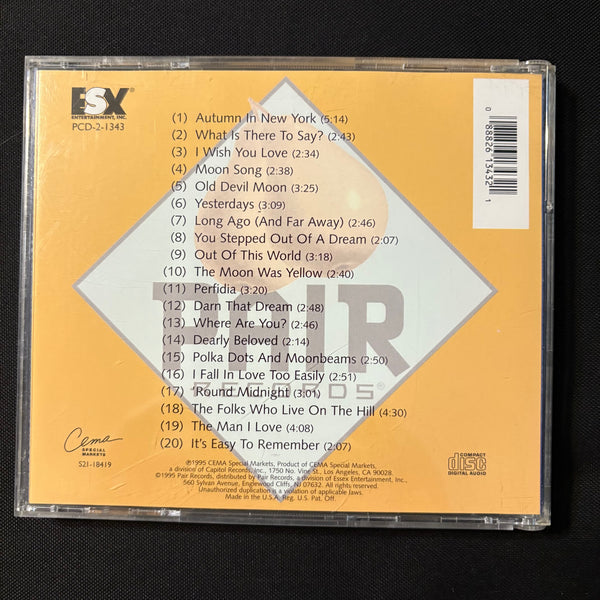 ESX®
ENTERTAINMENT, INC.
PCD-2-1343
(1) Autumn In New York (5:14)
(2) What Is There To Say? (2:43)
(3) I Wish You Love (2:34)
(4) Moon Song (2:38)
(5) Old Devil Moon (3:25)
(6) Yesterdays (3:09)
(7) Long Ago (And Far Away) (2:46)
(8) You Stepped Out Of A Dream (2:07)
(9) Out Of This World (3:18)
(10) The Moon Was Yellow (2:40)
(11) Perfidia (3:20)
(12) Darn That Dream (2:48)
(13) Where Are You? (2:46)
(14) Dearly Beloved (2:14)
(15) Polka Dots And Moonbeams (2:50)
(16) I Fall In Love Too Easily (2:51)
(17) 'Round Midnight (3:01)
(18) The Folks Who Live On The Hill (4:30)
(19) The Man I Love (4:08)
(20) It's Easy To Remember (2:07)
PAIR
RECORDS®
0 88826 13432 1
Cema
SPECIAL
MARKETS
S21-18419
℗1995 CEMA Special Markets, Product of CEMA Special Markets,
a division of Capitol Records, Inc., 1750 No. Vine St., Los Angeles, CA 90028.
©1995 Pair Records, distributed by Pair Records, a division of Essex Entertainment, Inc.,
560 Sylvan Avenue, Englewood Cliffs, NJ 07632. All rights reserved.
Unauthorized duplication is a violation of applicable laws.
Made in the U.S.A. Reg. U.S. Pat. Off.
COMPACT
disc
DIGITAL AUDIO